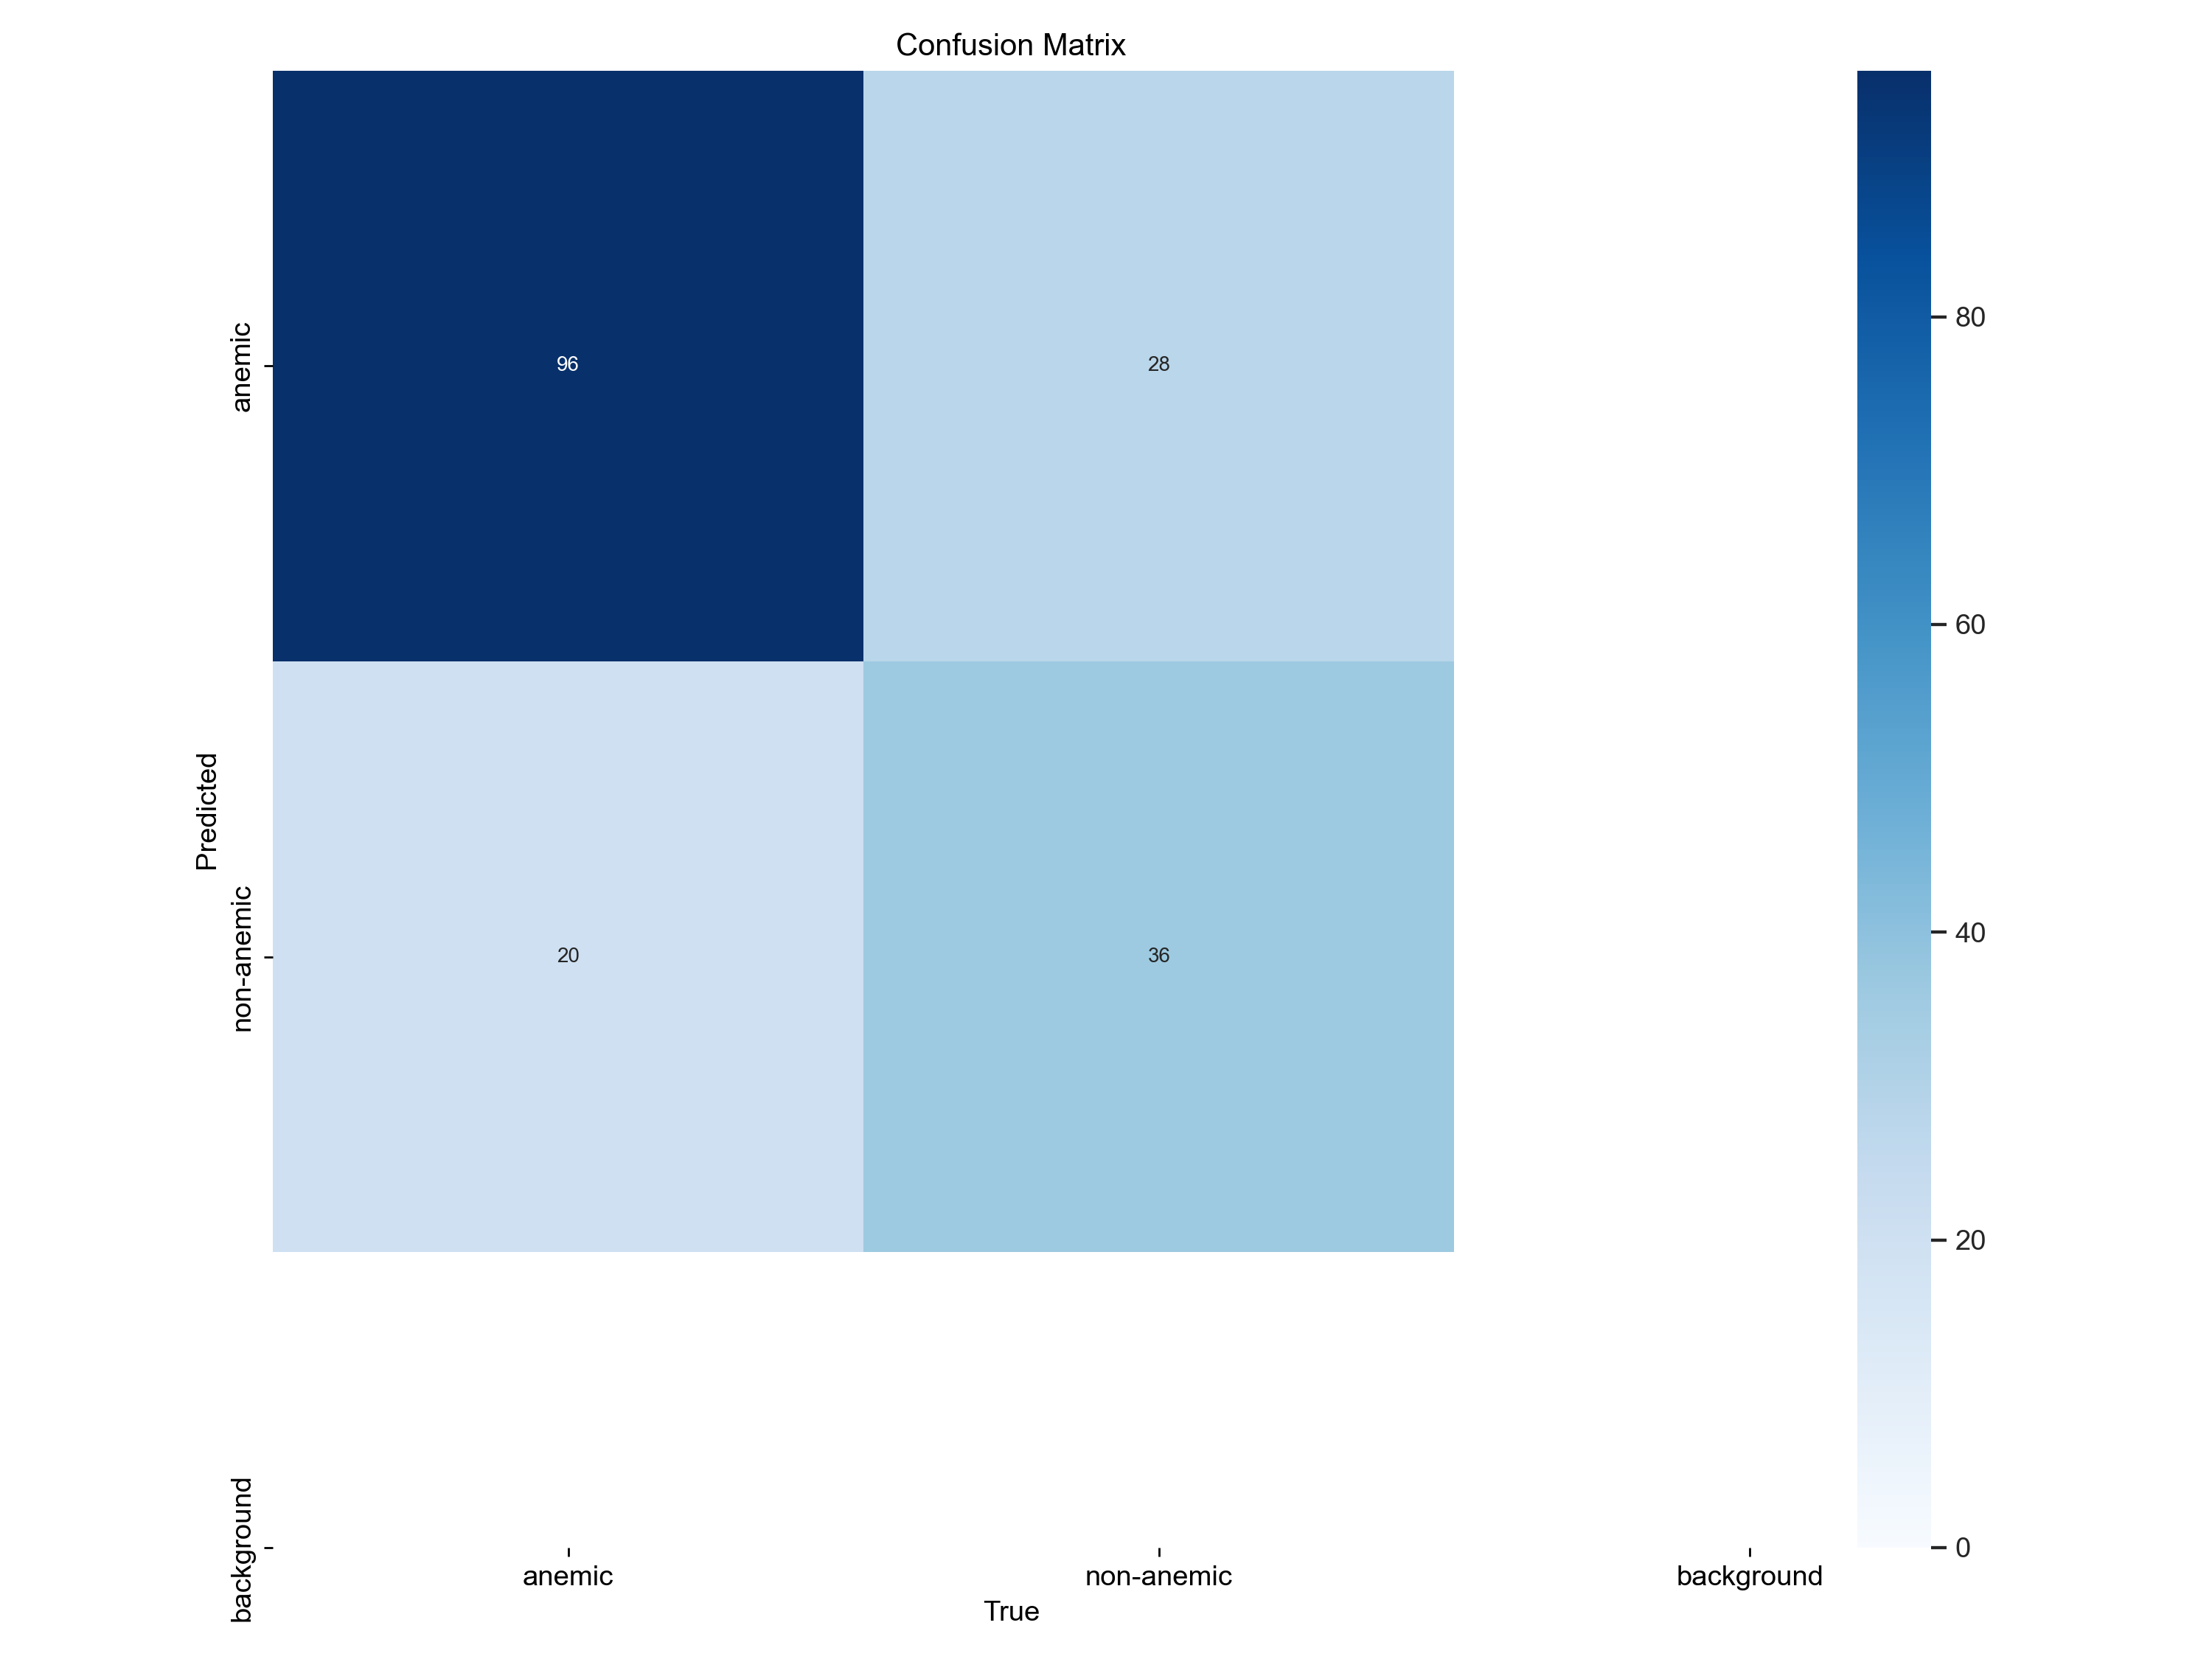 Confusion Matrix
anemic
96
28
80
60
Predicted
non-anemic
20
36
40
20
background
0
anemic
non-anemic
background
True